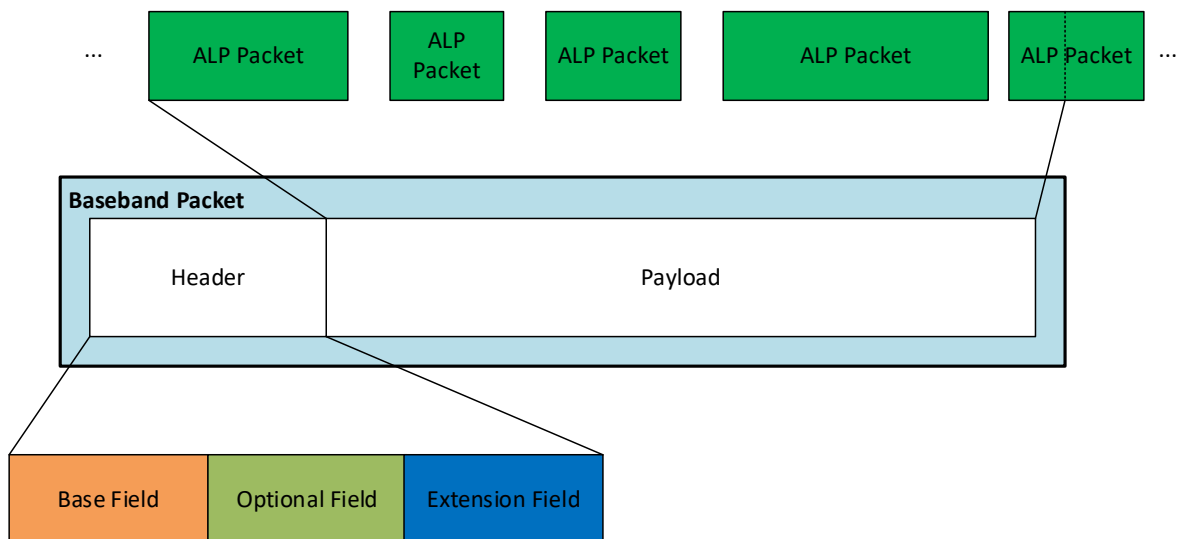 ... ALP Packet ALP Packet ALP Packet ALP Packet ALP Packet ...
Baseband Packet
Header Payload
Base Field Optional Field Extension Field